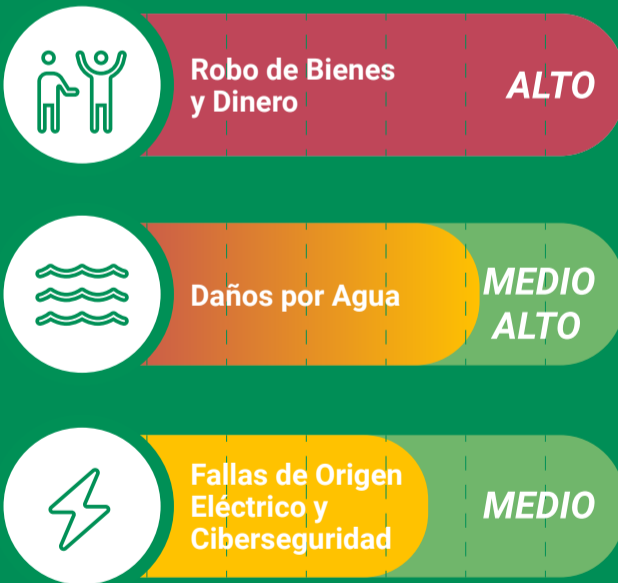 Robo de Bienes
y Dinero
ALTO
Daños por Agua
MEDIO
ALTO
Fallas de Origen
Eléctrico y
Ciberseguridad
MEDIO